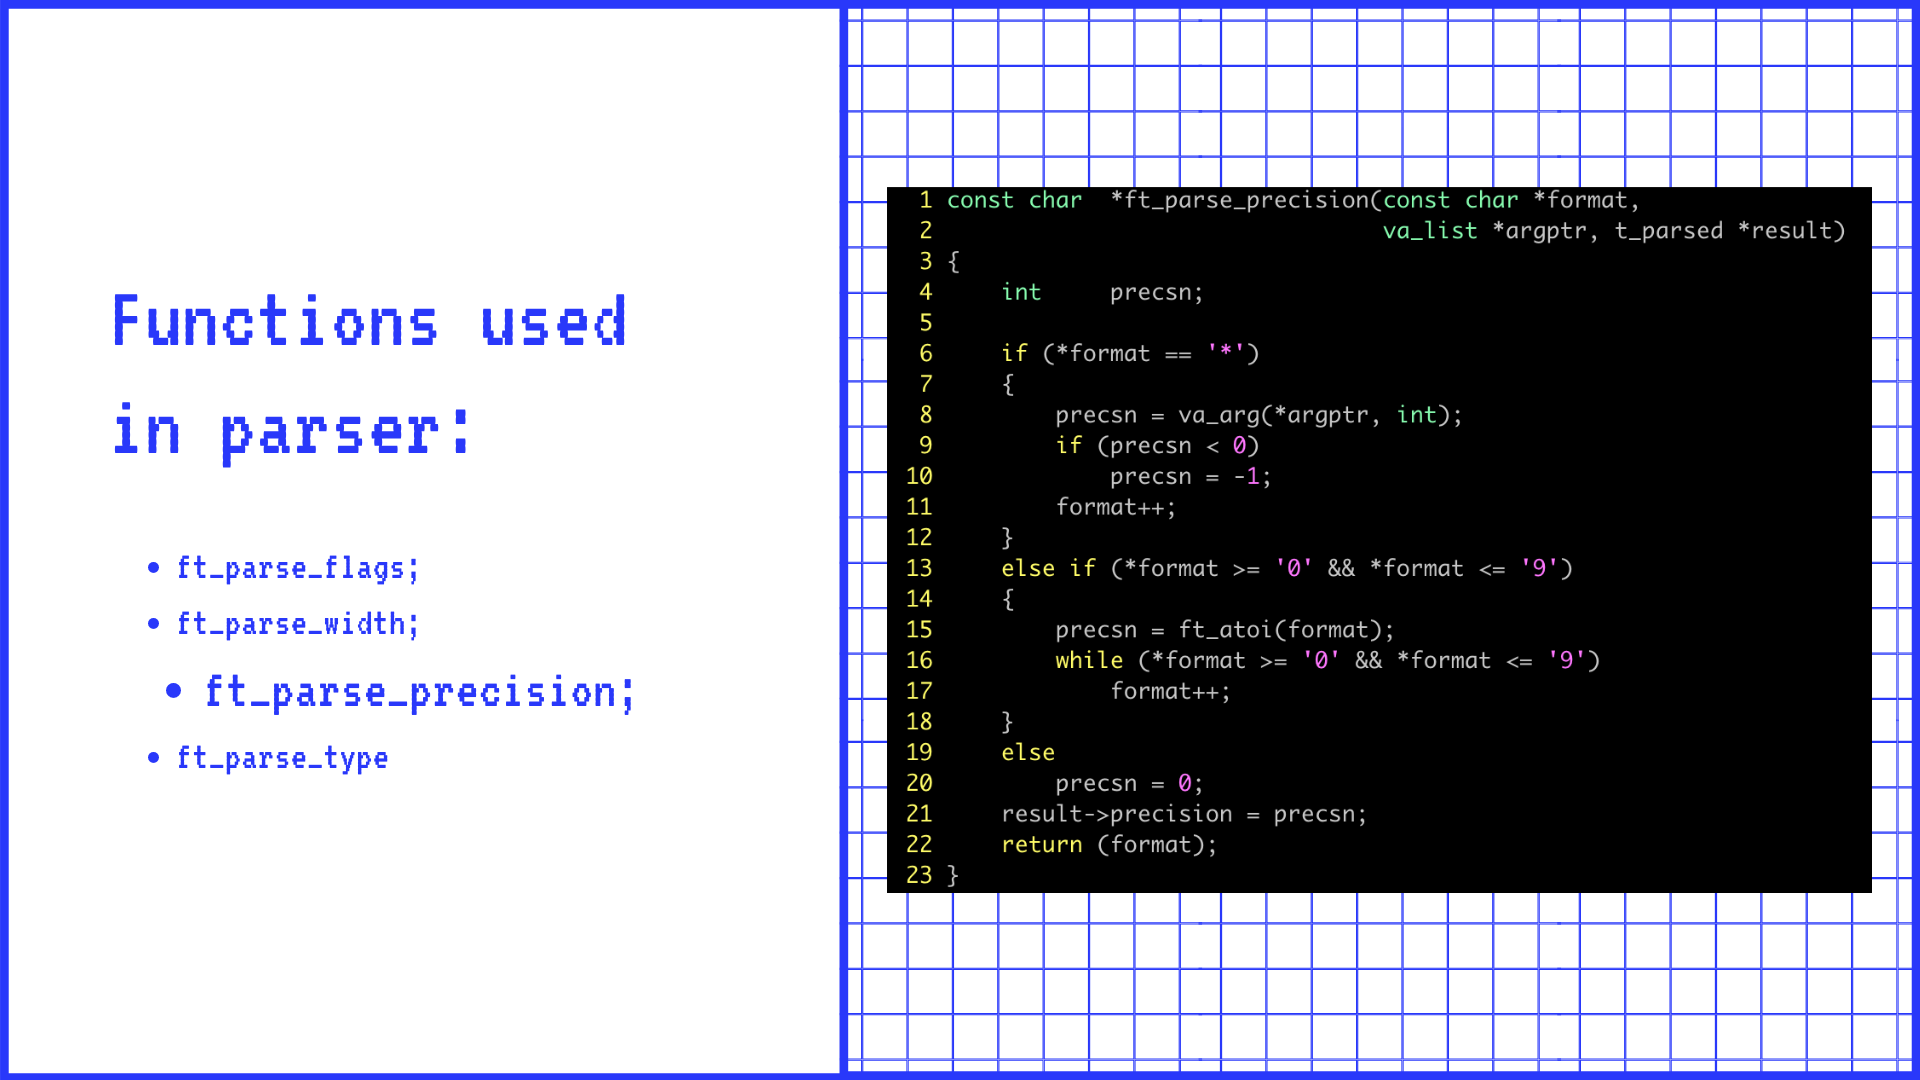 Functions used
in parser:
• ft_parse_flags;
• ft_parse_width;
• ft_parse_precision;
• ft_parse_type
1 const char  *ft_parse_precision(const char *format,
2                                 va_list *argptr, t_parsed *result)
3 {
4     int     precsn;
5
6     if (*format == '*')
7     {
8         precsn = va_arg(*argptr, int);
9         if (precsn < 0)
10             precsn = -1;
11         format++;
12     }
13     else if (*format >= '0' && *format <= '9')
14     {
15         precsn = ft_atoi(format);
16         while (*format >= '0' && *format <= '9')
17             format++;
18     }
19     else
20         precsn = 0;
21     result->precision = precsn;
22     return (format);
23 }